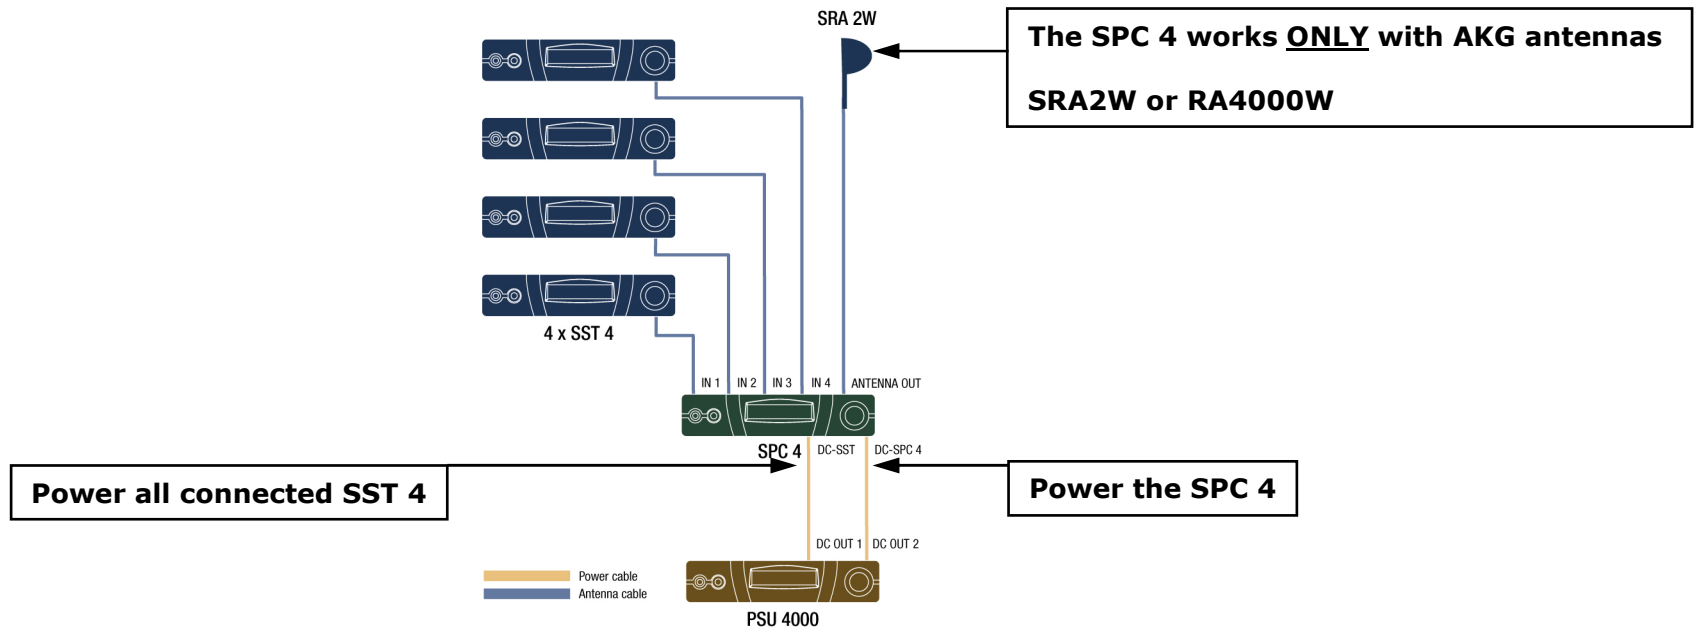 SRA 2W
The SPC 4 works ONLY with AKG antennas
SRA2W or RA4000W
4 x SST 4
IN 1 IN 2 IN 3 IN 4 ANTENNA OUT
SPC 4 DC-SST DC-SPC 4
Power all connected SST 4
Power the SPC 4
DC OUT 1 DC OUT 2
Power cable
Antenna cable
PSU 4000